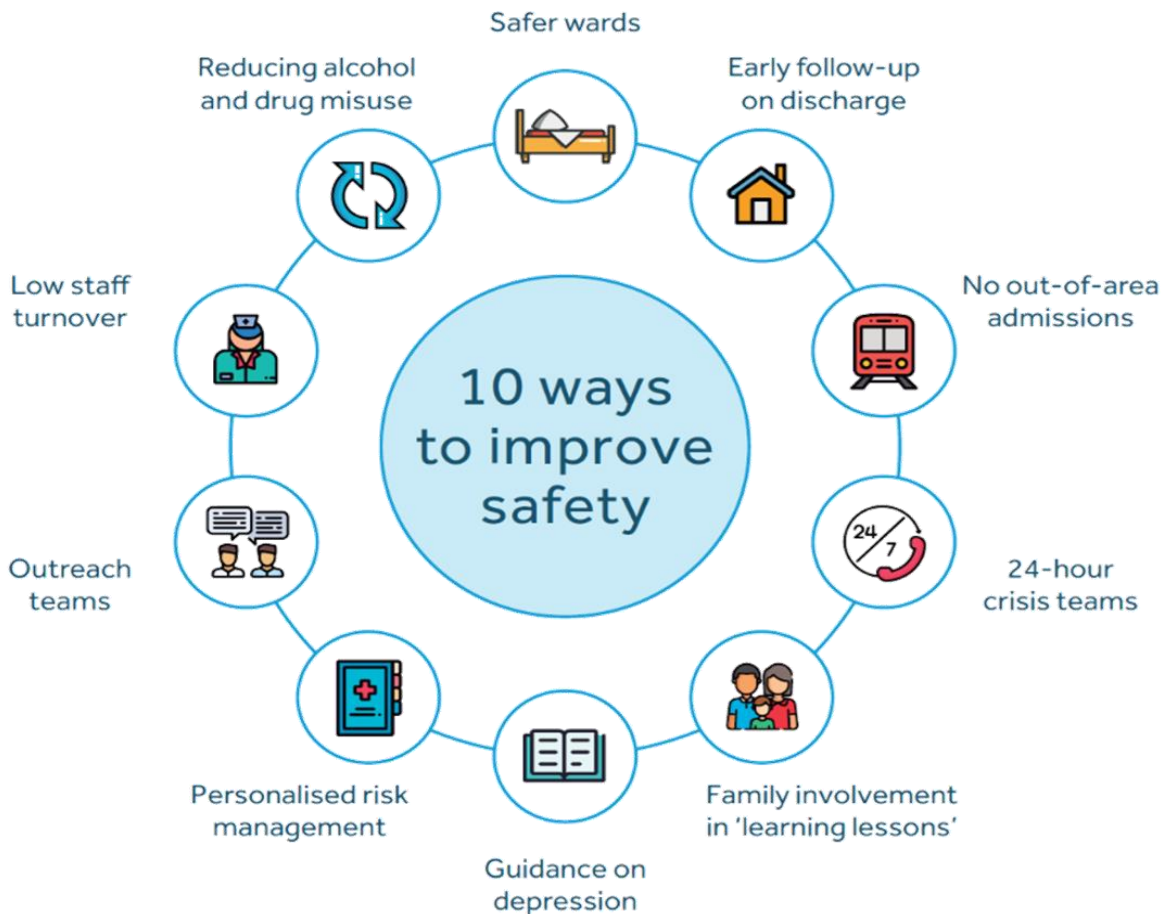 Safer wards
Early follow-up
on discharge
No out-of-area
admissions
24/7
24-hour
crisis teams
Family involvement
in ‘learning lessons’
Guidance on
depression
Personalised risk
management
Outreach
teams
Low staff
turnover
Reducing alcohol
and drug misuse
10 ways
to improve
safety